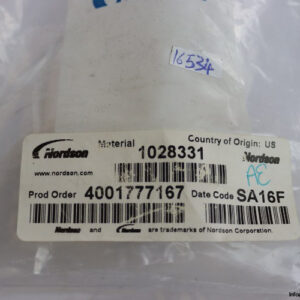 16534
Nordson
Material
Country of Origin: US
www.nordson.com
1028331
Nordson
AE
Prod Order 4001777167 Date Code SA16F
Nordson and Nordson are trademarks of Nordson Corporation.